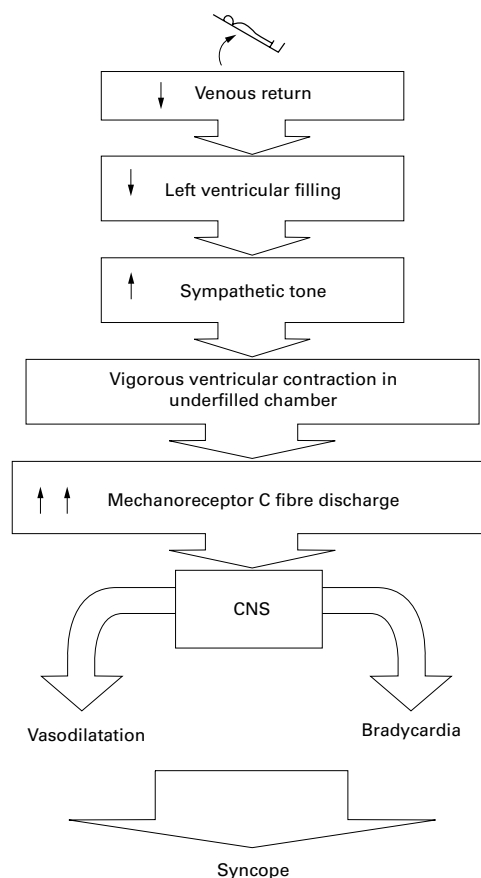 Venous return
Left ventricular filling
Sympathetic tone
Vigorous ventricular contraction in
underfilled chamber
Mechanoreceptor C fibre discharge
CNS
Vasodilatation
Bradycardia
Syncope